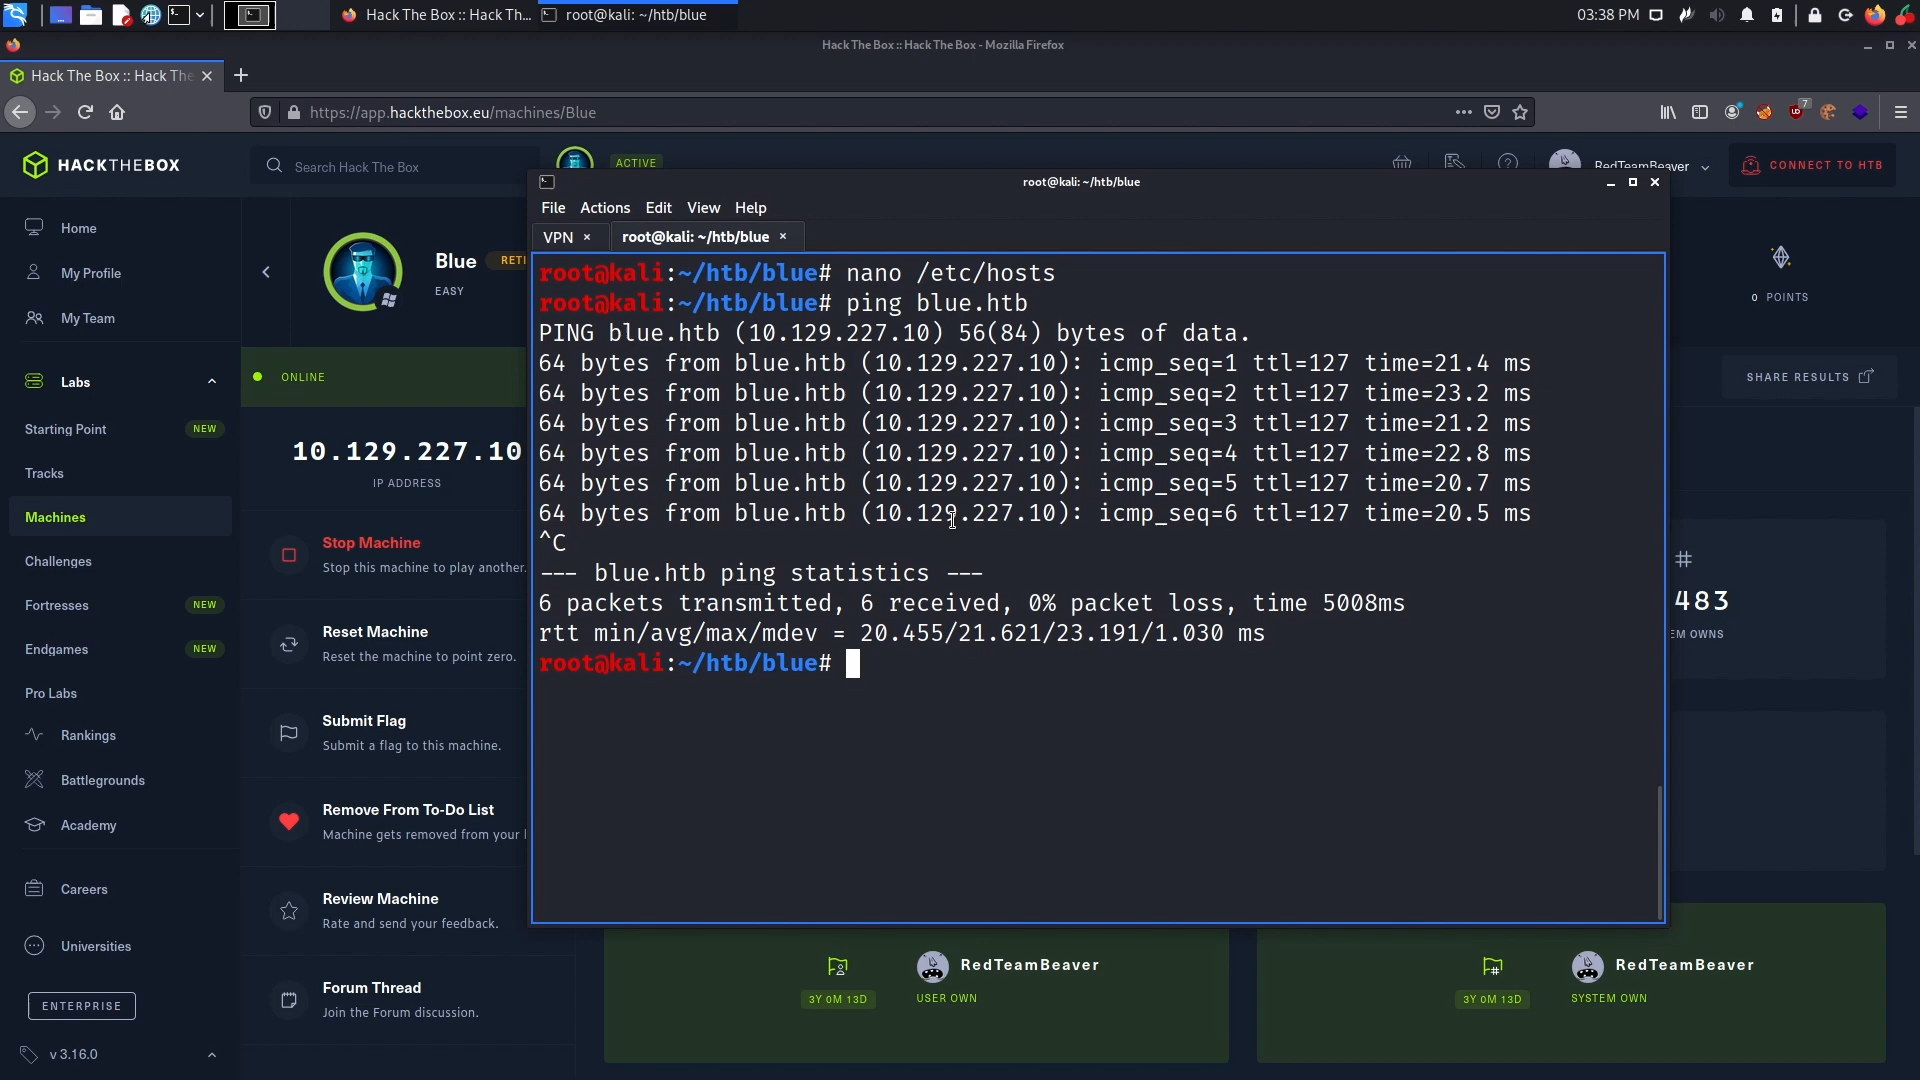 Hack The Box :: Hack Th...
root@kali: ~/htb/blue
03:38 PM
Hack The Box :: Hack The Box - Mozilla Firefox
Hack The Box :: Hack The
https://app.hackthebox.eu/machines/Blue
7
HACKTHEBOX
Search Hack The Box
ACTIVE
RedTeamBeaver
CONNECT TO HTB
root@kali: ~/htb/blue
File Actions Edit View Help
VPN
root@kali: ~/htb/blue
Home
My Profile
My Team
Labs
Starting Point NEW
Tracks
Machines
Challenges
Fortresses NEW
Endgames NEW
Pro Labs
Rankings
Battlegrounds
Academy
Careers
Universities
ENTERPRISE
v 3.16.0
Blue
RETI
EASY
ONLINE
10.129.227.10
IP ADDRESS
Stop Machine
Stop this machine to play another.
Reset Machine
Reset the machine to point zero.
Submit Flag
Submit a flag to this machine.
Remove From To-Do List
Machine gets removed from your
Review Machine
Rate and send your feedback.
Forum Thread
Join the Forum discussion.
root@kali:~/htb/blue# nano /etc/hosts
root@kali:~/htb/blue# ping blue.htb
PING blue.htb (10.129.227.10) 56(84) bytes of data.
64 bytes from blue.htb (10.129.227.10): icmp_seq=1 ttl=127 time=21.4 ms
64 bytes from blue.htb (10.129.227.10): icmp_seq=2 ttl=127 time=23.2 ms
64 bytes from blue.htb (10.129.227.10): icmp_seq=3 ttl=127 time=21.2 ms
64 bytes from blue.htb (10.129.227.10): icmp_seq=4 ttl=127 time=22.8 ms
64 bytes from blue.htb (10.129.227.10): icmp_seq=5 ttl=127 time=20.7 ms
64 bytes from blue.htb (10.129.227.10): icmp_seq=6 ttl=127 time=20.5 ms
^C
--- blue.htb ping statistics ---
6 packets transmitted, 6 received, 0% packet loss, time 5008ms
rtt min/avg/max/mdev = 20.455/21.621/23.191/1.030 ms
root@kali:~/htb/blue#
0 POINTS
SHARE RESULTS
#
483
EM OWNS
RedTeamBeaver
3Y 0M 13D
USER OWN
RedTeamBeaver
3Y 0M 13D
SYSTEM OWN